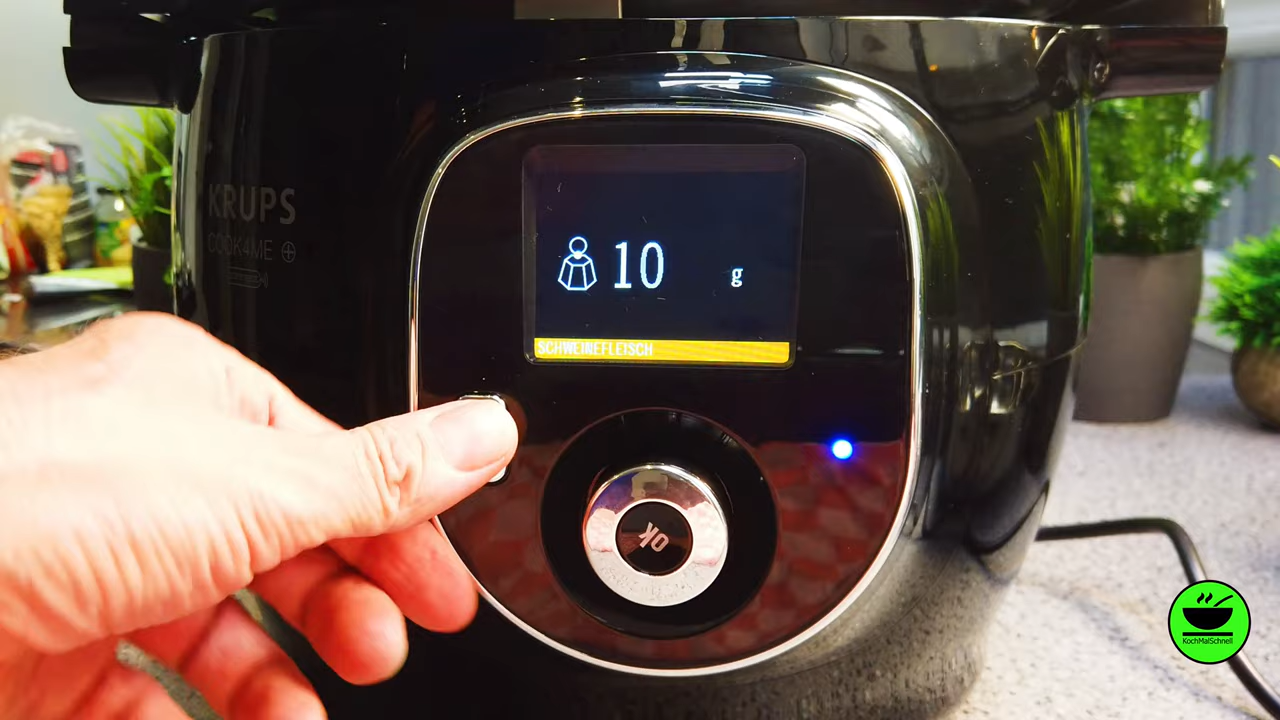 KRUPS
COOK4ME
10 g
SCHWEINEFLEISCH
OK
KochMalSchnell